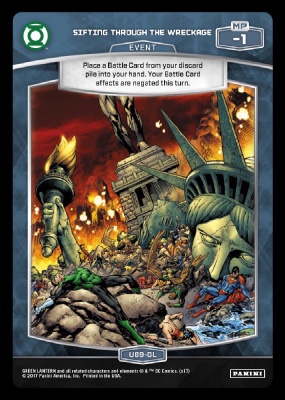 SIFTING THROUGH THE WRECKAGE
MP
-1
EVENT
Place a Battle Card from your discard
pile into your hand. Your Battle Card
effects are negated this turn.
U89-GL
GREEN LANTERN and all related characters and elements © & ™ DC Comics. (s17)
© 2017 Panini America, Inc. Printed in the USA.
PANINI